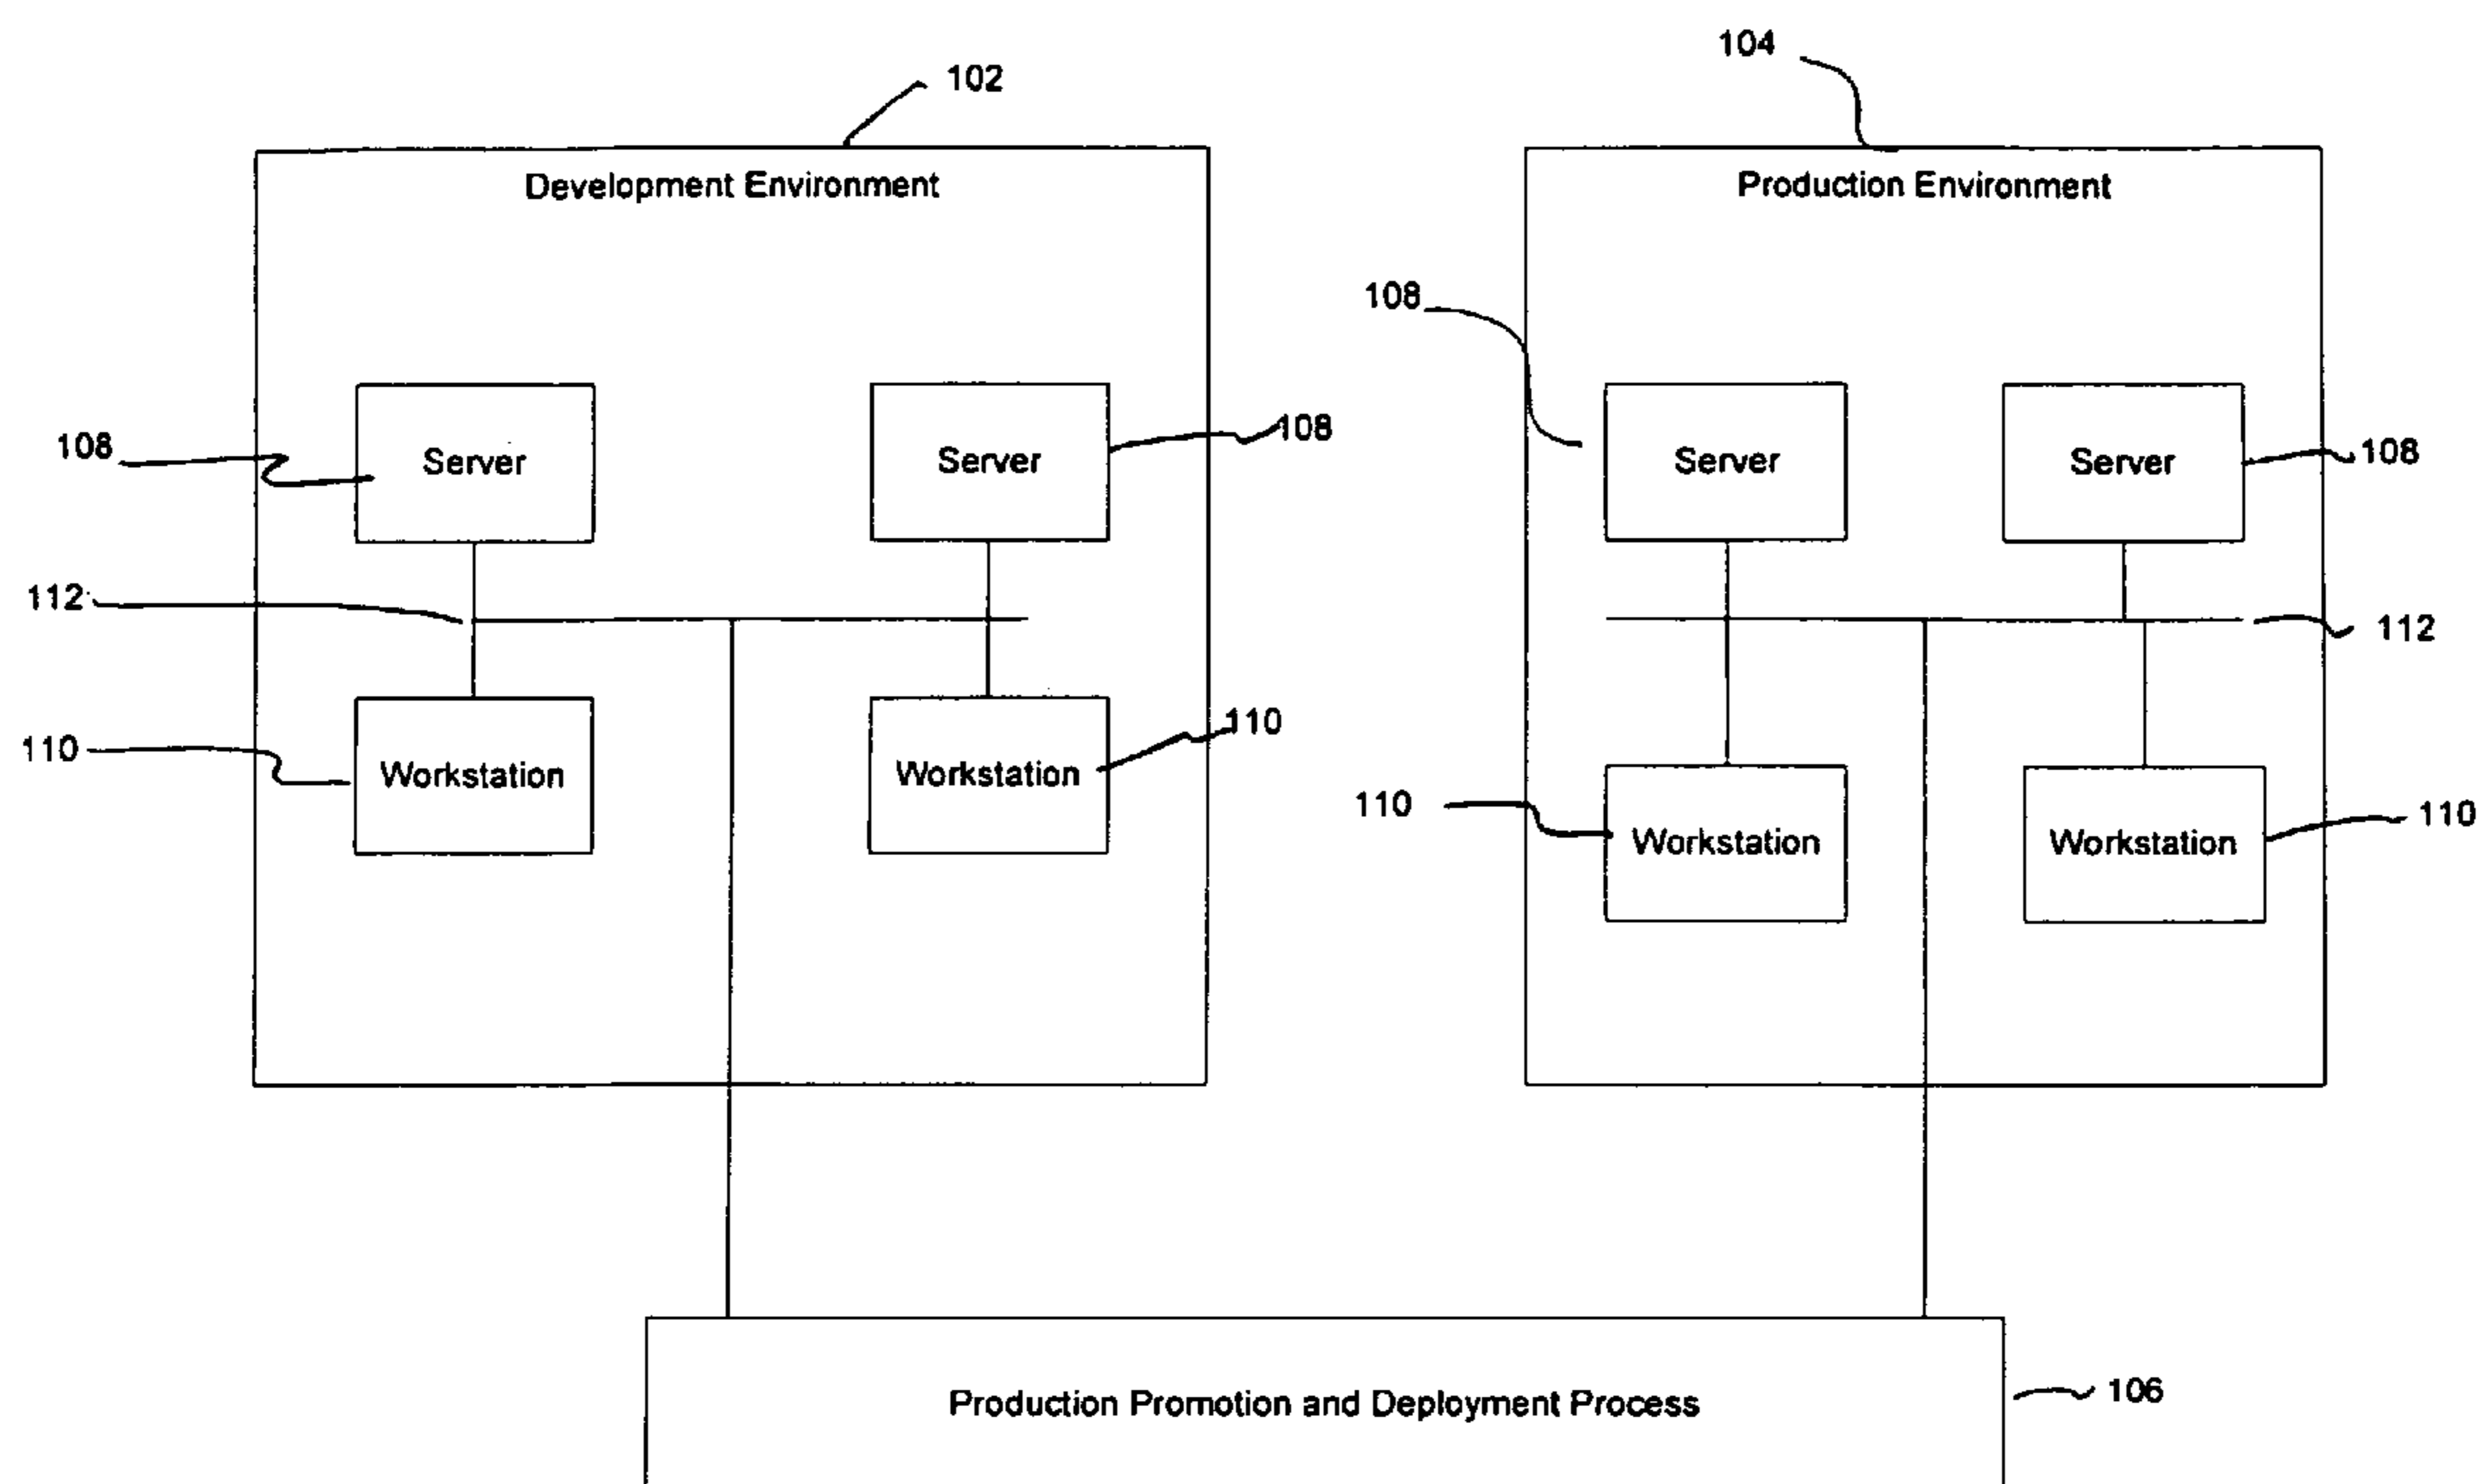 104
102
Development Environment
Production Environment
108
108
Server
Server
108
Server
Server
108
112
112
110
Workstation
Workstation
110
110
Workstation
Workstation
110
Production Promotion and Deployment Process
106